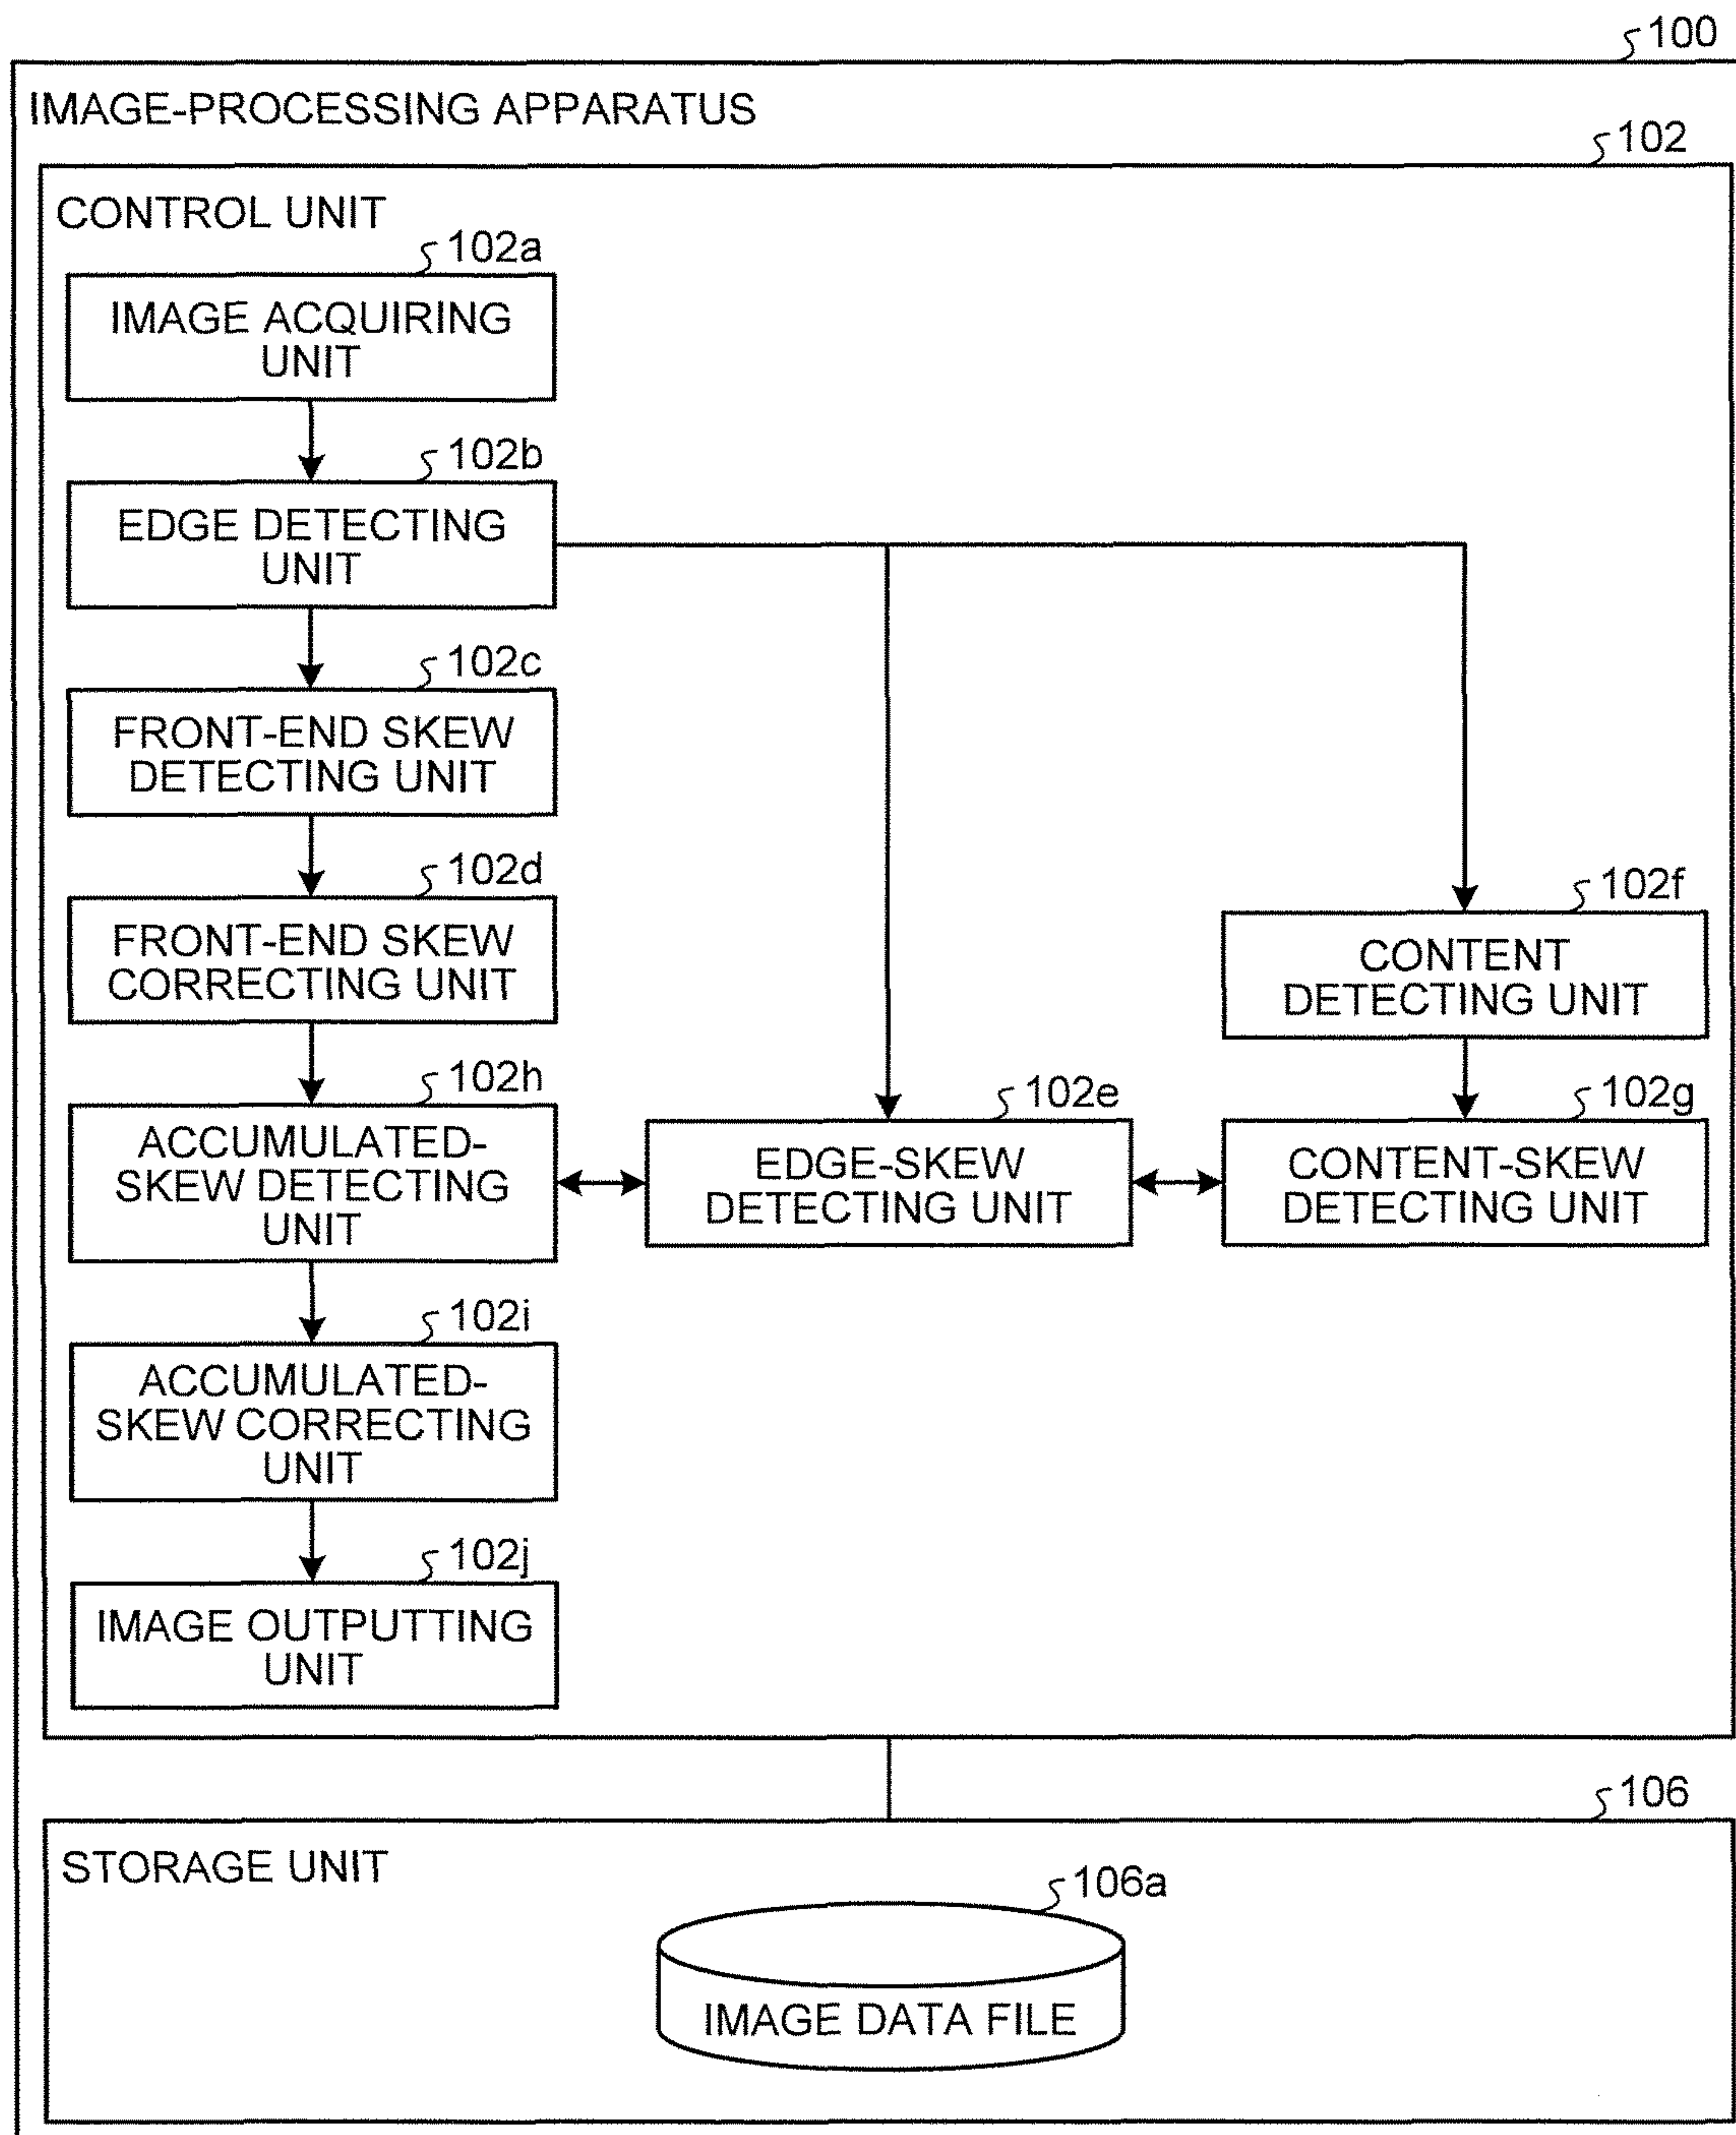 100
IMAGE-PROCESSING APPARATUS
102
CONTROL UNIT
102a
IMAGE ACQUIRING
UNIT
102b
EDGE DETECTING
UNIT
102c
FRONT-END SKEW
DETECTING UNIT
102d
FRONT-END SKEW
CORRECTING UNIT
102f
CONTENT
DETECTING UNIT
102h
ACCUMULATED-
SKEW DETECTING
UNIT
102e
EDGE-SKEW
DETECTING UNIT
102g
CONTENT-SKEW
DETECTING UNIT
102i
ACCUMULATED-
SKEW CORRECTING
UNIT
102j
IMAGE OUTPUTTING
UNIT
106
STORAGE UNIT
106a
IMAGE DATA FILE